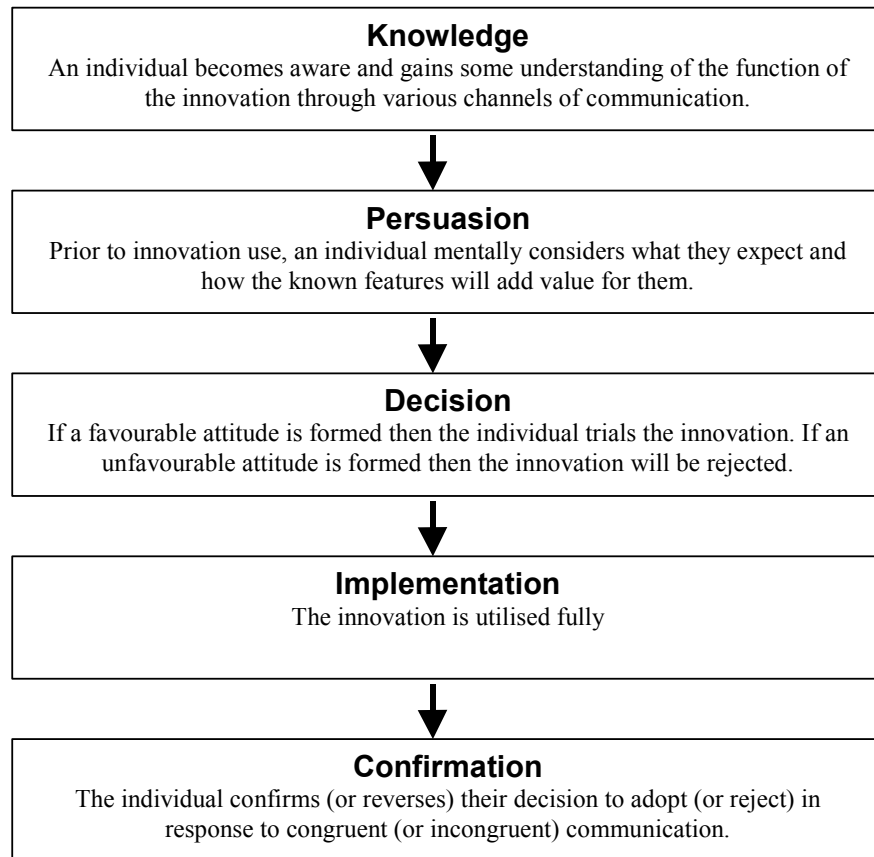 Knowledge
An individual becomes aware and gains some understanding of the function of
the innovation through various channels of communication.
Persuasion
Prior to innovation use, an individual mentally considers what they expect and
how the known features will add value for them.
Decision
If a favourable attitude is formed then the individual trials the innovation. If an
unfavourable attitude is formed then the innovation will be rejected.
Implementation
The innovation is utilised fully
Confirmation
The individual confirms (or reverses) their decision to adopt (or reject) in
response to congruent (or incongruent) communication.